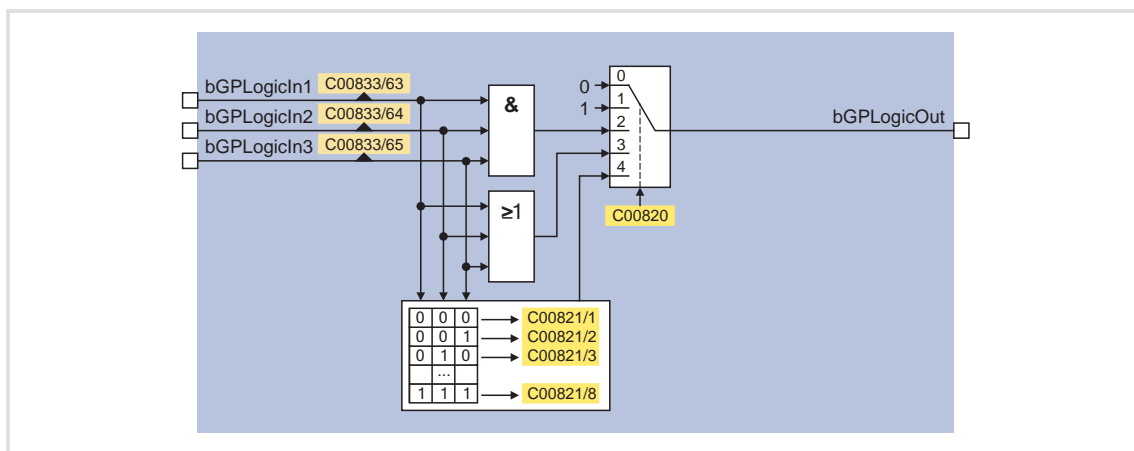 bGPLogicIn1 C00833/63
bGPLogicIn2 C00833/64
bGPLogicIn3 C00833/65
&
≥1
0 0
1 1
2
3
4
C00820
bGPLogicOut
0 0 0 C00821/1
0 0 1 C00821/2
0 1 0 C00821/3
...
1 1 1 C00821/8